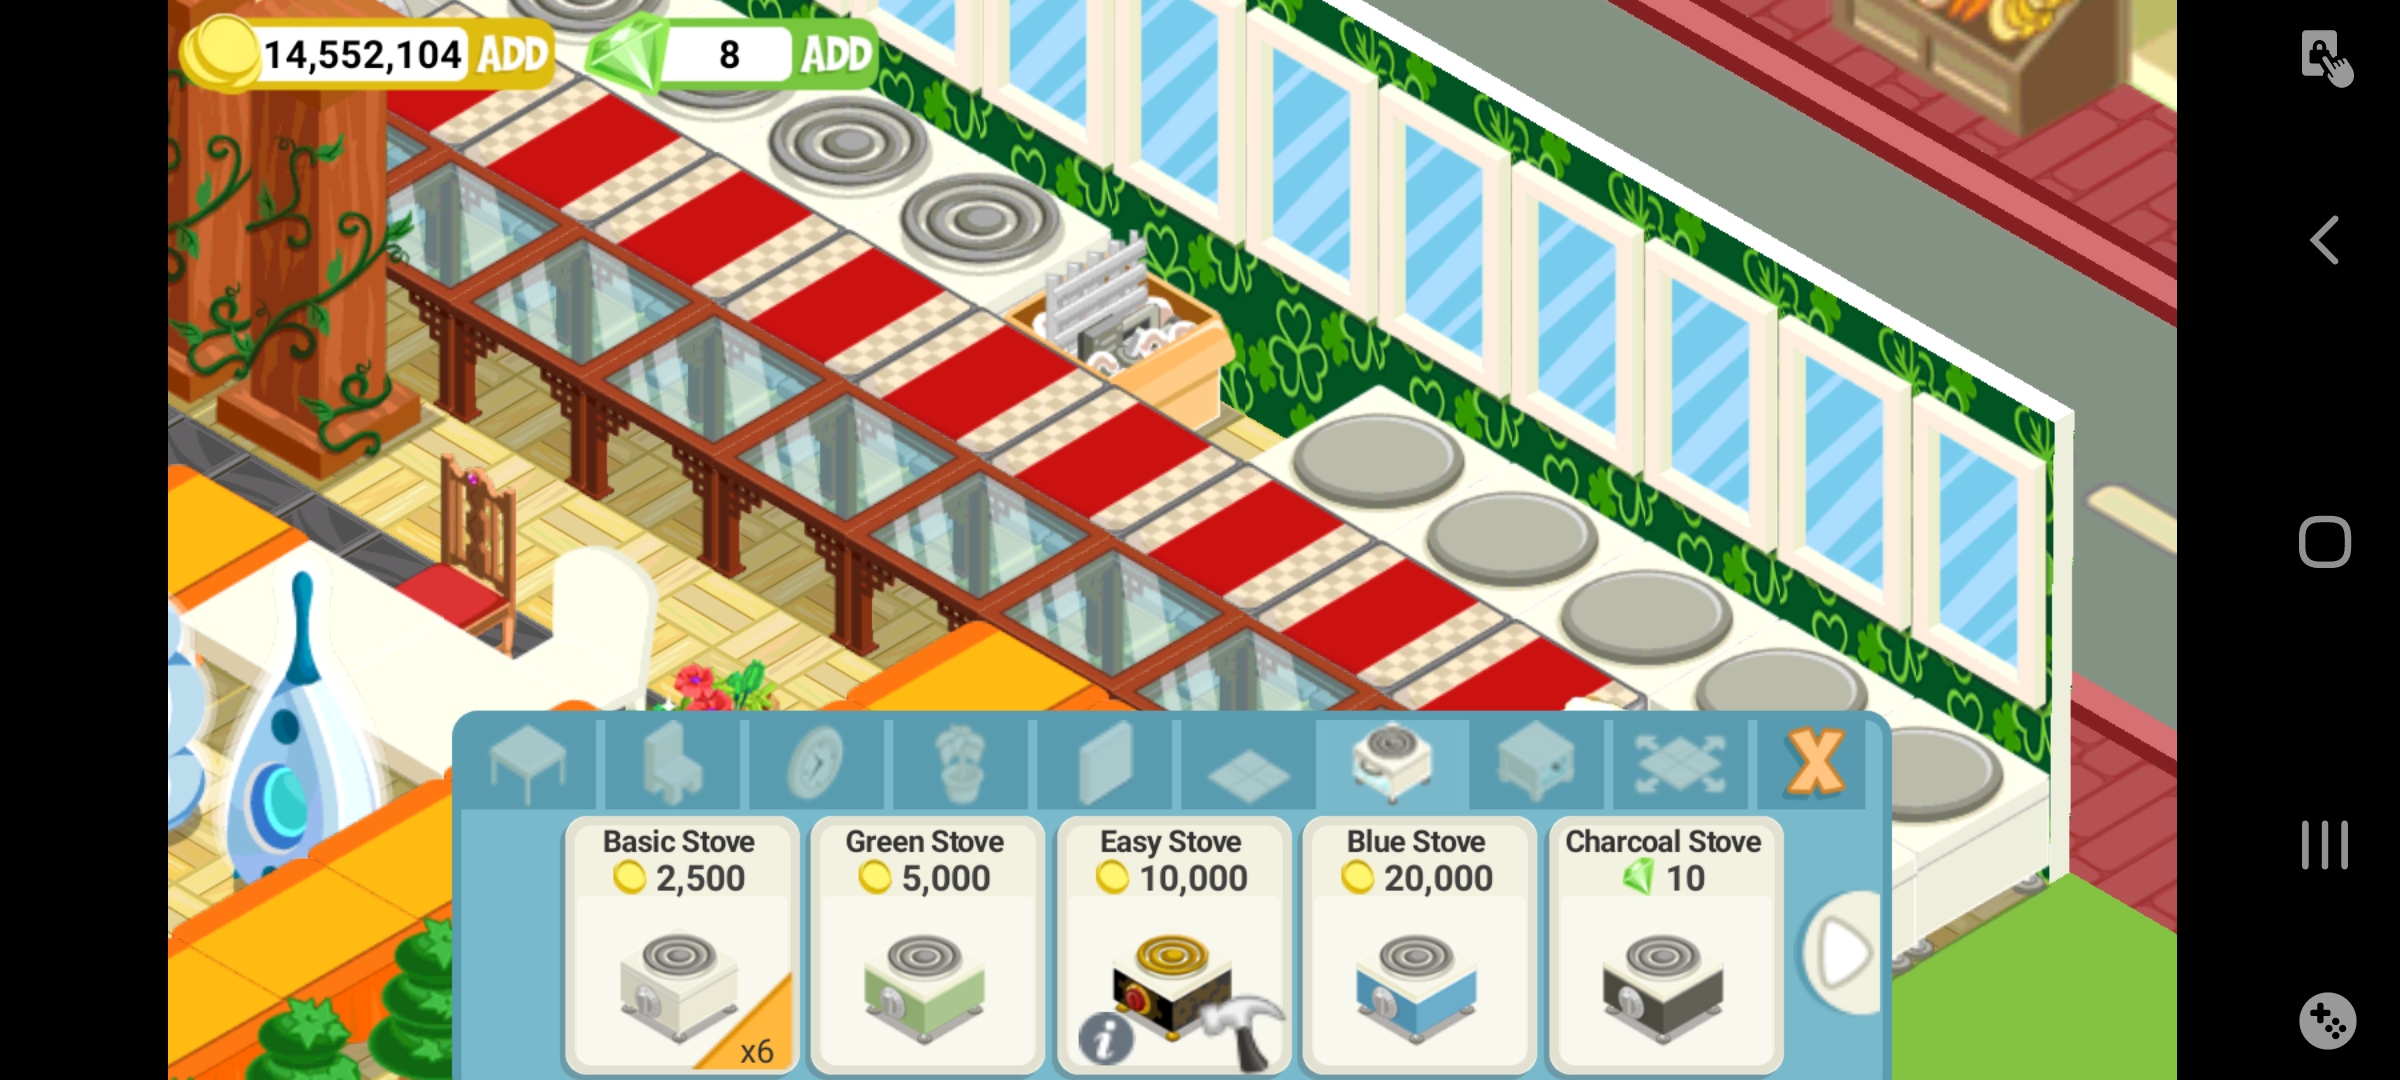 14,552,104 ADD 8 ADD
Basic Stove Green Stove Easy Stove Blue Stove Charcoal Stove
2,500 5,000 10,000 20,000 10
x6 i
X